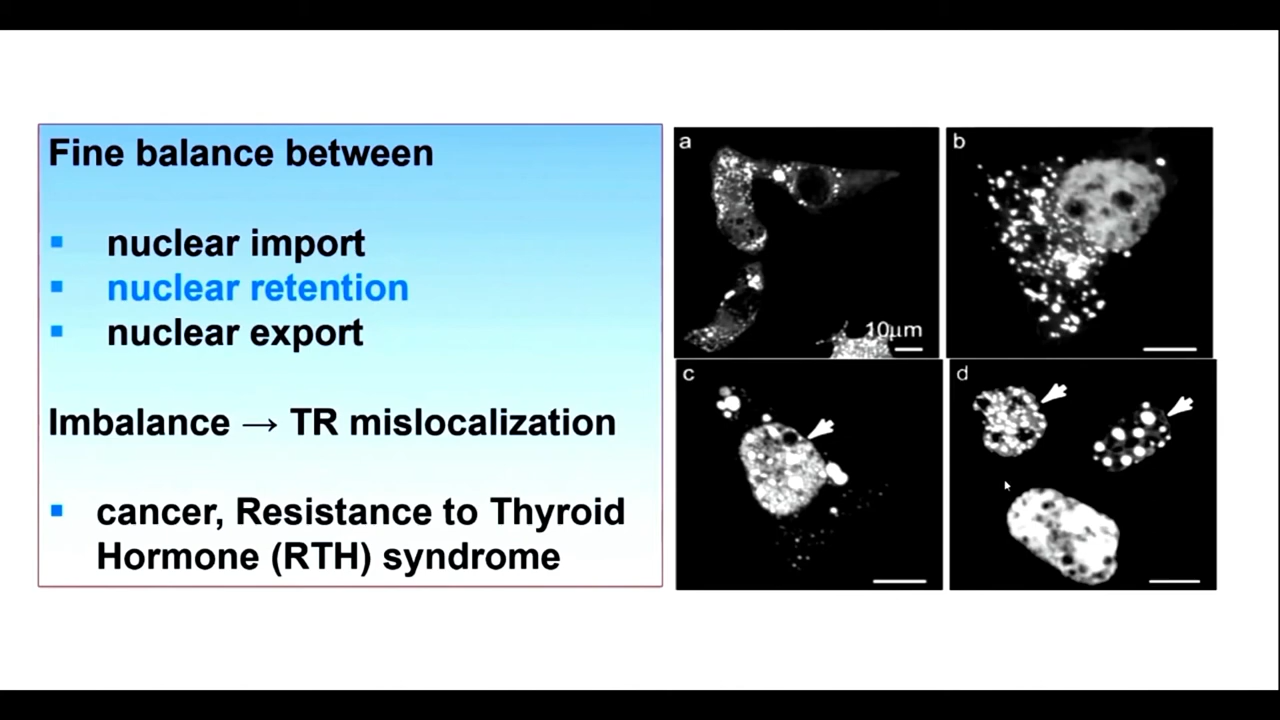 Fine balance between
▪ nuclear import
▪ nuclear retention
▪ nuclear export
Imbalance → TR mislocalization
▪ cancer, Resistance to Thyroid
Hormone (RTH) syndrome
a
10μm
b
c
d